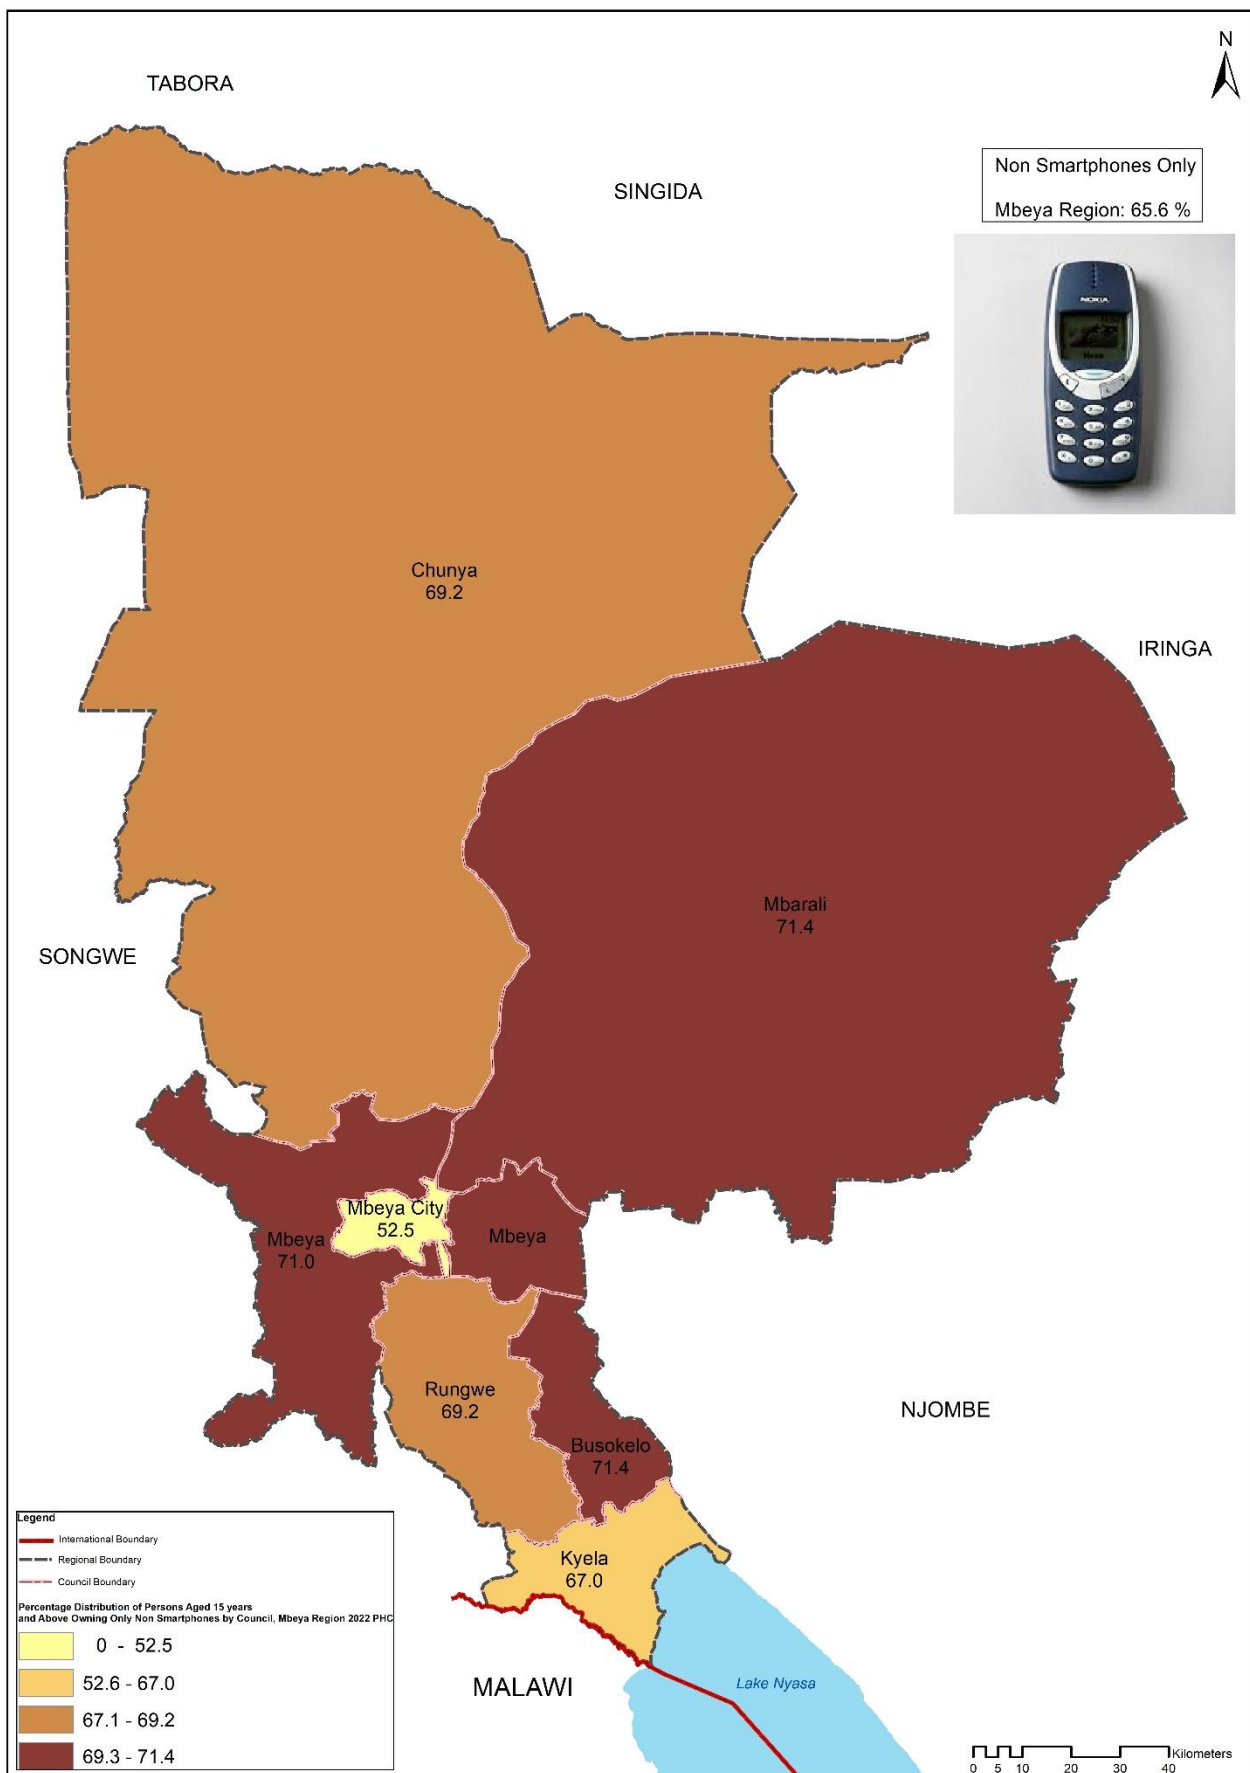 N
TABORA
SINGIDA
Non Smartphones Only
Mbeya Region: 65.6 %
NOKIA
Chunya
69.2
IRINGA
Mbarali
71.4
SONGWE
Mbeya City
52.5
Mbeya
71.0
Mbeya
Rungwe
69.2
NJOMBE
Busokelo
71.4
Kyela
67.0
MALAWI
Lake Nyasa
Legend
International Boundary
Regional Boundary
Council Boundary
Percentage Distribution of Persons Aged 15 years
and Above Owning Only Non Smartphones by Council, Mbeya Region 2022 PHC
0 - 52.5
52.6 - 67.0
67.1 - 69.2
69.3 - 71.4
Kilometers
0 5 10 20 30 40